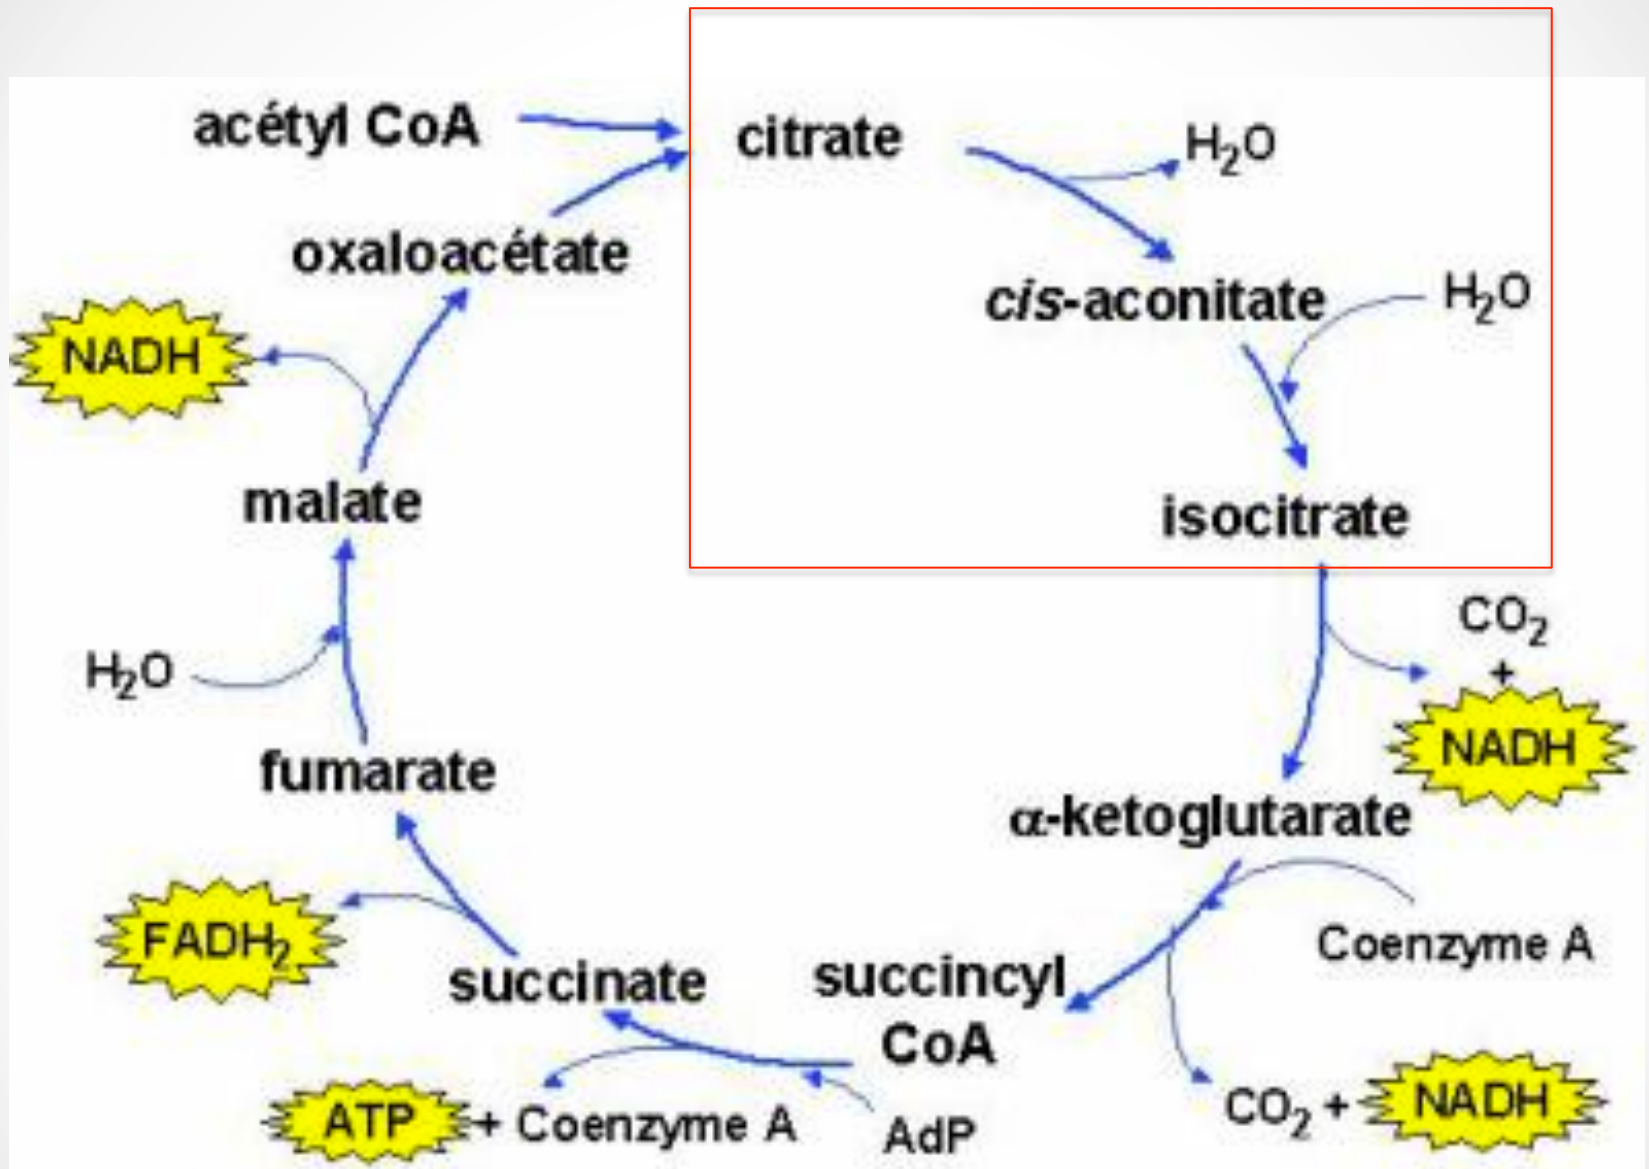 acétyl CoA
citrate
H₂O
oxaloacétate
cis-aconitate
H₂O
NADH
malate
isocitrate
CO₂
+
NADH
H₂O
fumarate
α-ketoglutarate
FADH₂
Coenzyme A
succinate
succincyl
CoA
ATP + Coenzyme A
AdP
CO₂ + NADH